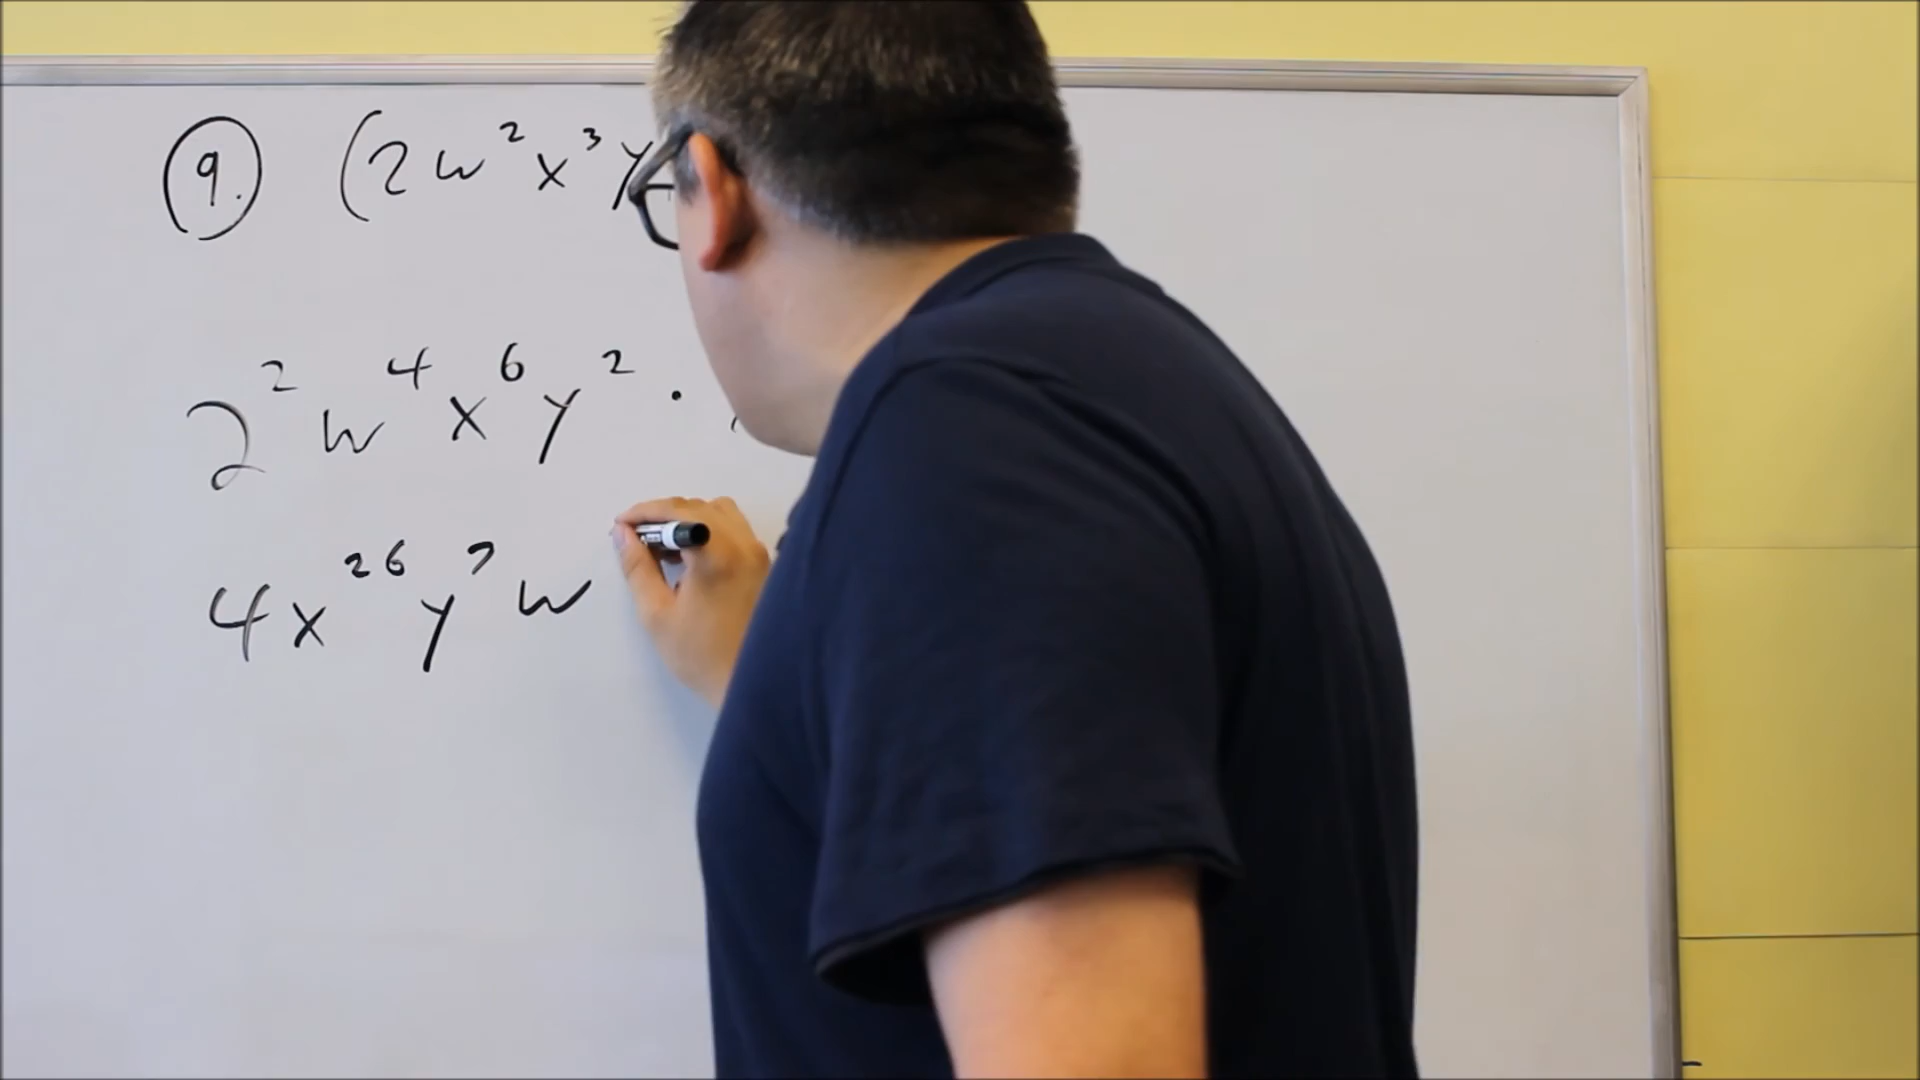 9. (2w²x³y
2²w⁴x⁶y² ·
4x²⁶y⁷w